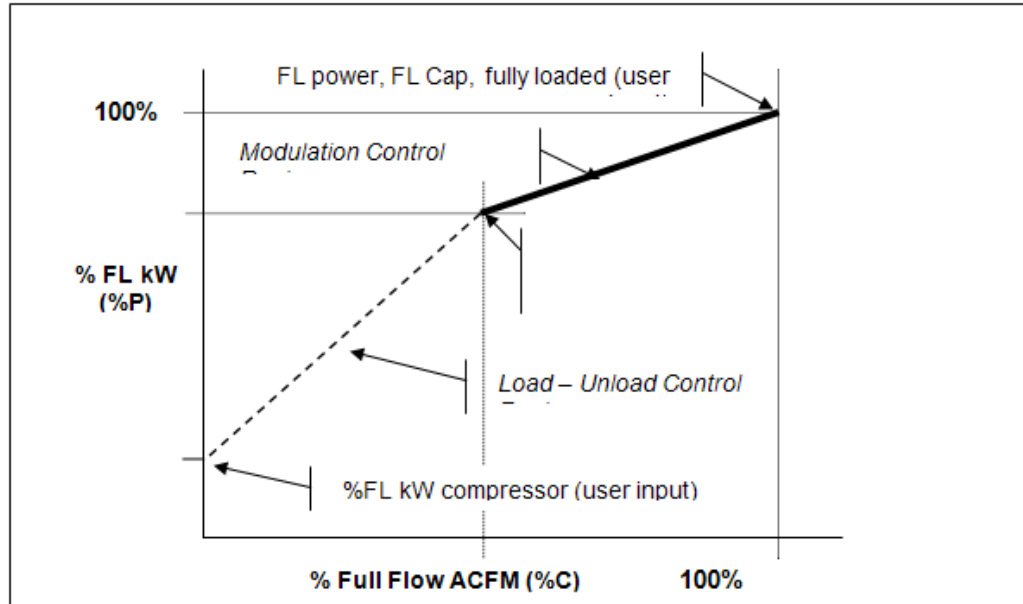 FL power, FL Cap, fully loaded (user
100%
Modulation Control
% FL kW
(%P)
Load – Unload Control
%FL kW compressor (user input)
% Full Flow ACFM (%C)
100%